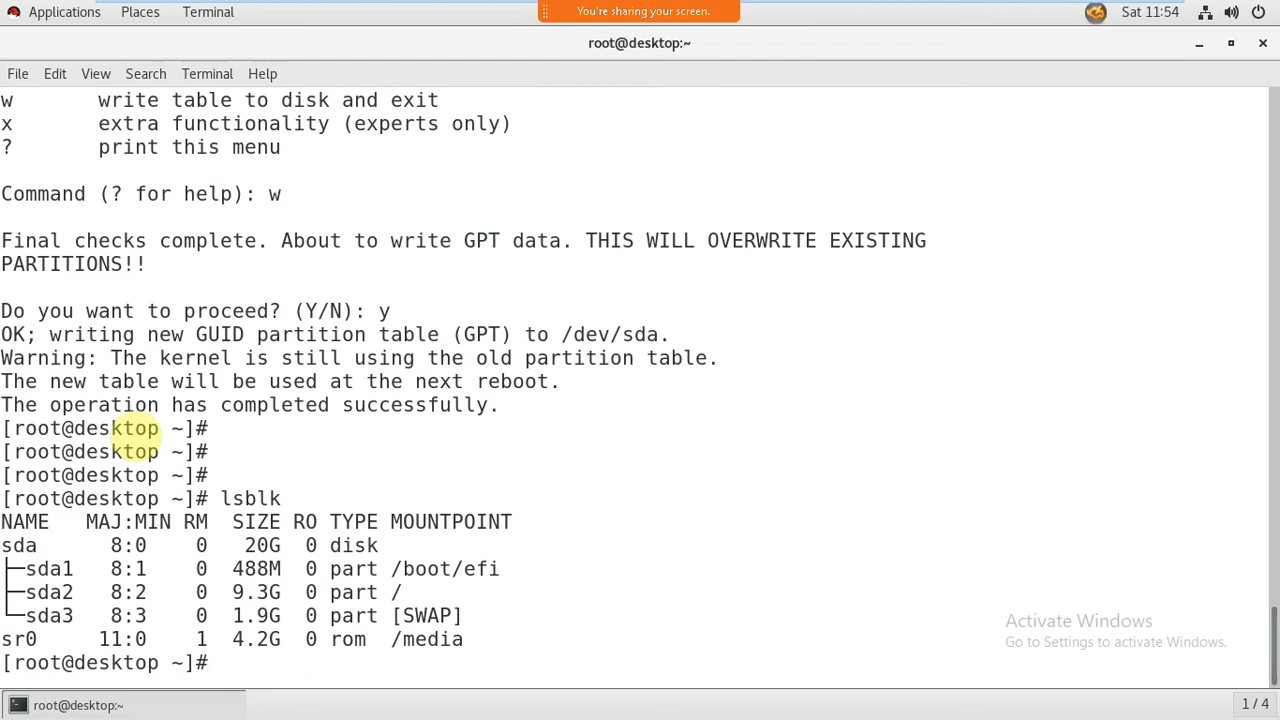 Applications Places Terminal You're sharing your screen. Sat 11:54
root@desktop:~
File Edit View Search Terminal Help
w       write table to disk and exit
x       extra functionality (experts only)
?       print this menu
Command (? for help): w
Final checks complete. About to write GPT data. THIS WILL OVERWRITE EXISTING
PARTITIONS!!
Do you want to proceed? (Y/N): y
OK; writing new GUID partition table (GPT) to /dev/sda.
Warning: The kernel is still using the old partition table.
The new table will be used at the next reboot.
The operation has completed successfully.
[root@desktop ~]#
[root@desktop ~]#
[root@desktop ~]#
[root@desktop ~]# lsblk
NAME   MAJ:MIN RM  SIZE RO TYPE MOUNTPOINT
sda      8:0    0   20G  0 disk
├─sda1   8:1    0  488M  0 part /boot/efi
├─sda2   8:2    0  9.3G  0 part /
└─sda3   8:3    0  1.9G  0 part [SWAP]
sr0     11:0    1  4.2G  0 rom  /media
[root@desktop ~]#
Activate Windows
Go to Settings to activate Windows.
root@desktop:~ 1 / 4